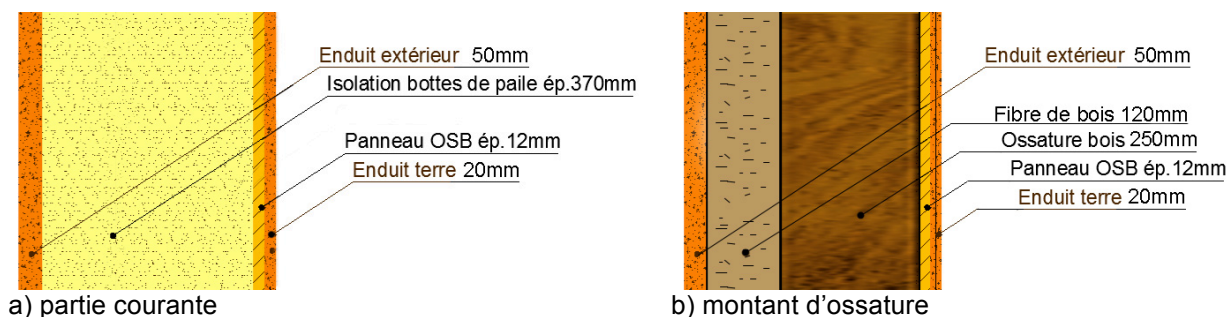 Enduit extérieur 50mm
Isolation bottes de paille ép.370mm
Panneau OSB ép.12mm
Enduit terre 20mm
a) partie courante
Enduit extérieur 50mm
Fibre de bois 120mm
Ossature bois 250mm
Panneau OSB ép.12mm
Enduit terre 20mm
b) montant d'ossature